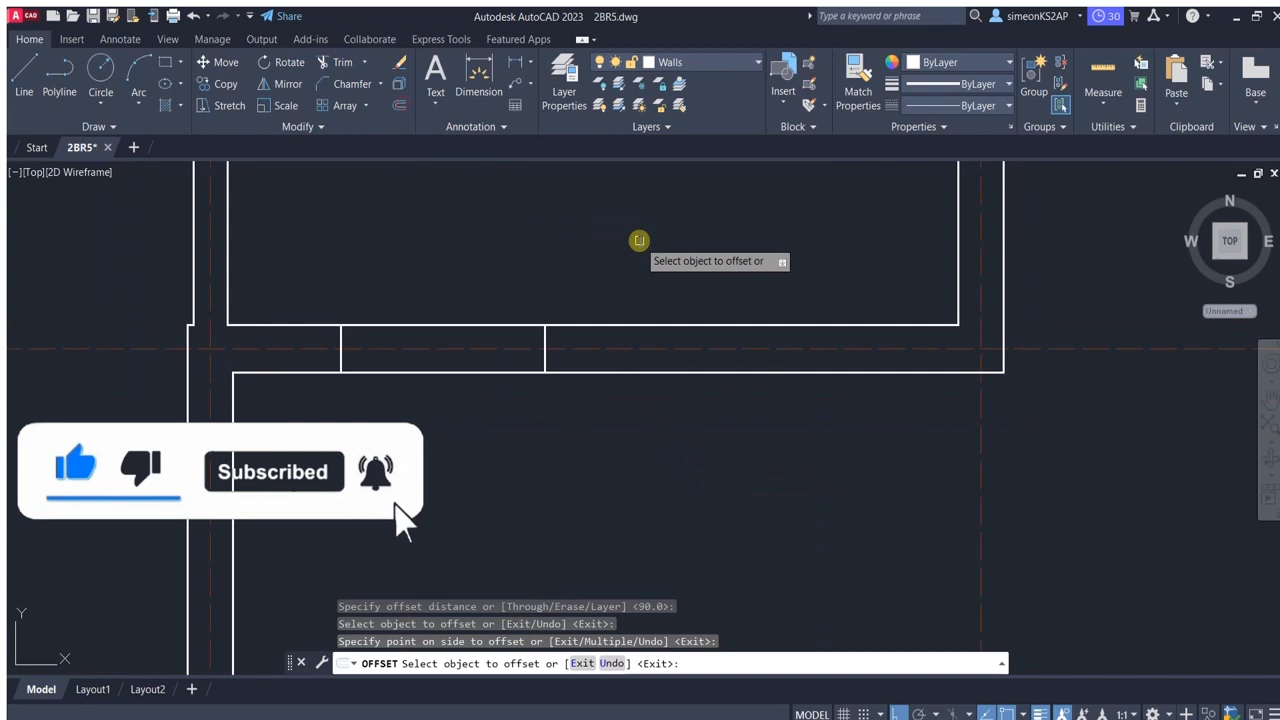 CAD
Share
Autodesk AutoCAD 2023 2BR5.dwg
Type a keyword or phrase
simeonKS2AP
30
Home Insert Annotate View Manage Output Add-ins Collaborate Express Tools Featured Apps
Line Polyline Circle Arc
Move Rotate Trim
Copy Mirror Chamfer
Stretch Scale Array
Text Dimension
Layer Properties
Walls
Insert
Match Properties
ByLayer
ByLayer
ByLayer
Group
Measure
Paste
Base
Draw Modify Annotation Layers Block Properties Groups Utilities Clipboard View
Start 2BR5*
[−][Top][2D Wireframe]
N
W TOP E
S
Unnamed
Select object to offset or
Subscribed
Specify offset distance or [Through/Erase/Layer] <90.0>:
Select object to offset or [Exit/Undo] <Exit>:
Specify point on side to offset or [Exit/Multiple/Undo] <Exit>:
OFFSET Select object to offset or [Exit Undo] <Exit>:
Y
X
Model Layout1 Layout2
MODEL 1:1